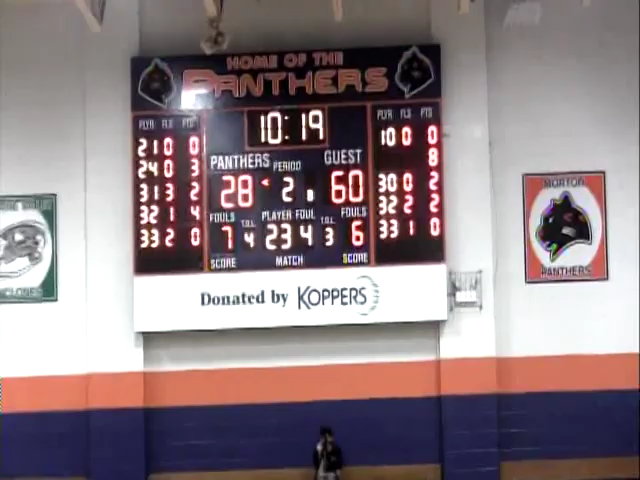 HOME OF THE
PANTHERS
PLYR FLS PTS
21 0 0
24 0 3
31 3 2
32 1 4
33 2 0
10:19
PANTHERS PERIOD GUEST
28 2 60
FOULS T.O.L. PLAYER FOUL T.O.L. FOULS
7 4 23 4 3 6
SCORE MATCH SCORE
PLYR FLS PTS
10 0 0
8
30 0 2
32 2 2
33 1 0
Donated by KOPPERS
MORTON
PANTHERS